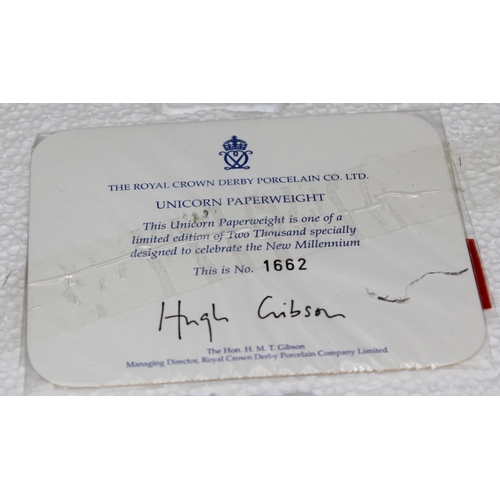 THE ROYAL CROWN DERBY PORCELAIN CO. LTD.
UNICORN PAPERWEIGHT
This Unicorn Paperweight is one of a
limited edition of Two Thousand specially
designed to celebrate the New Millennium
This is No. 1662
Hugh Gibson
The Hon. H. M. T. Gibson
Managing Director, Royal Crown Derby Porcelain Company Limited